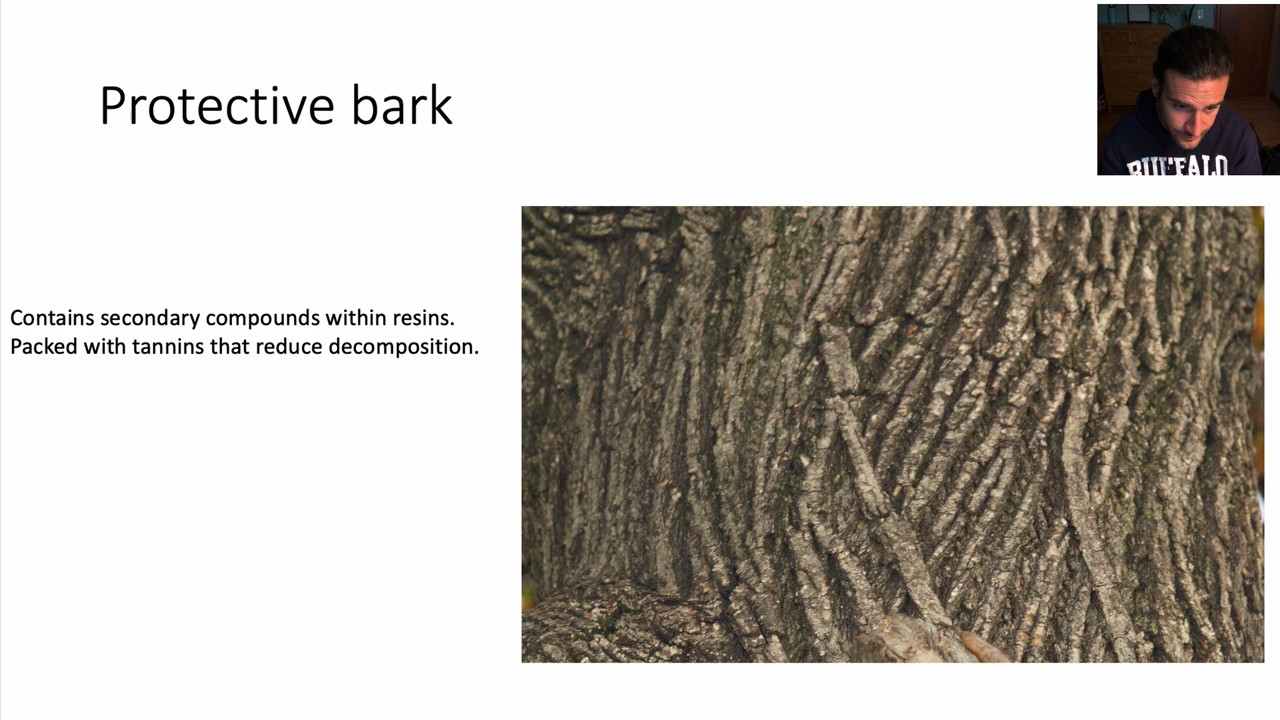 Protective bark
BUFFALO
Contains secondary compounds within resins.
Packed with tannins that reduce decomposition.